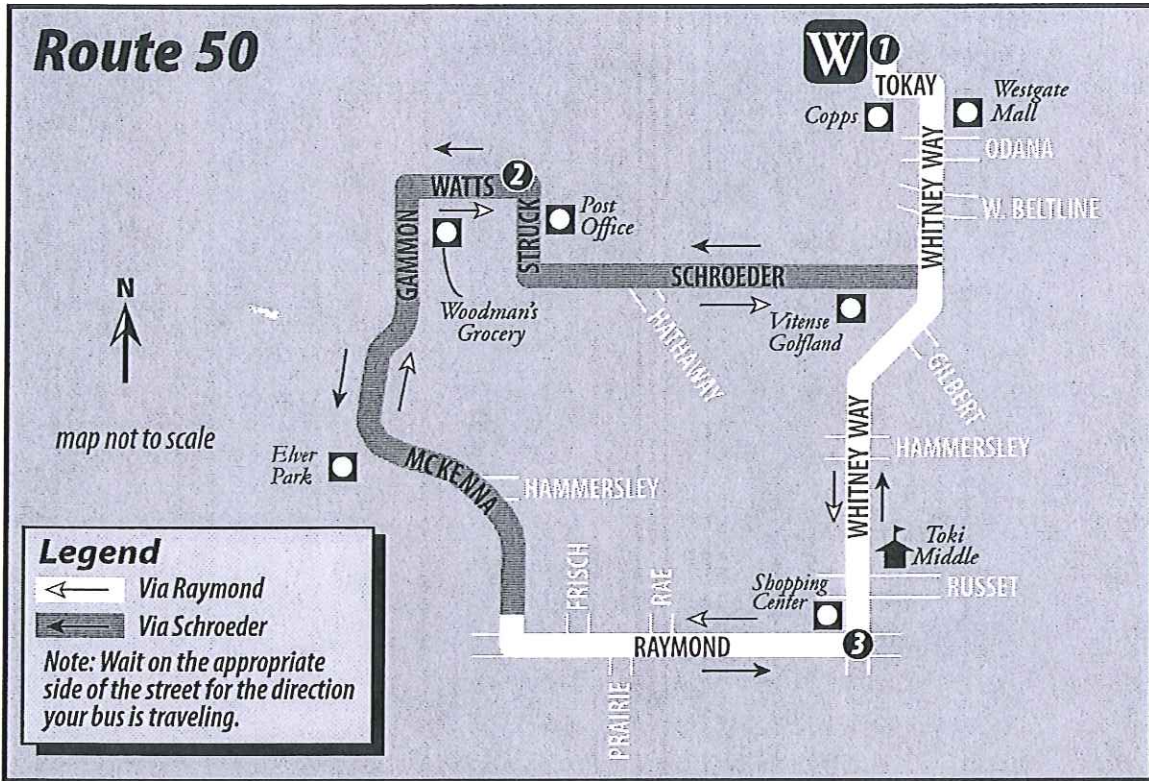 Route 50
W
1
TOKAY
Copps
Westgate
Mall
ODANA
WHITNEY WAY
W. BELTLINE
WATTS
2
STRUCK
Post
Office
GAMMON
Woodman's
Grocery
SCHROEDER
HATHAWAY
Vitense
Golfland
GILBERT
N
map not to scale
Elver
Park
MCKENNA
HAMMERSLEY
HAMMERSLEY
WHITNEY WAY
Toki
Middle
RUSSET
Shopping
Center
FRISCH
RAE
RAYMOND
3
PRAIRIE
Legend
Via Raymond
Via Schroeder
Note: Wait on the appropriate
side of the street for the direction
your bus is traveling.